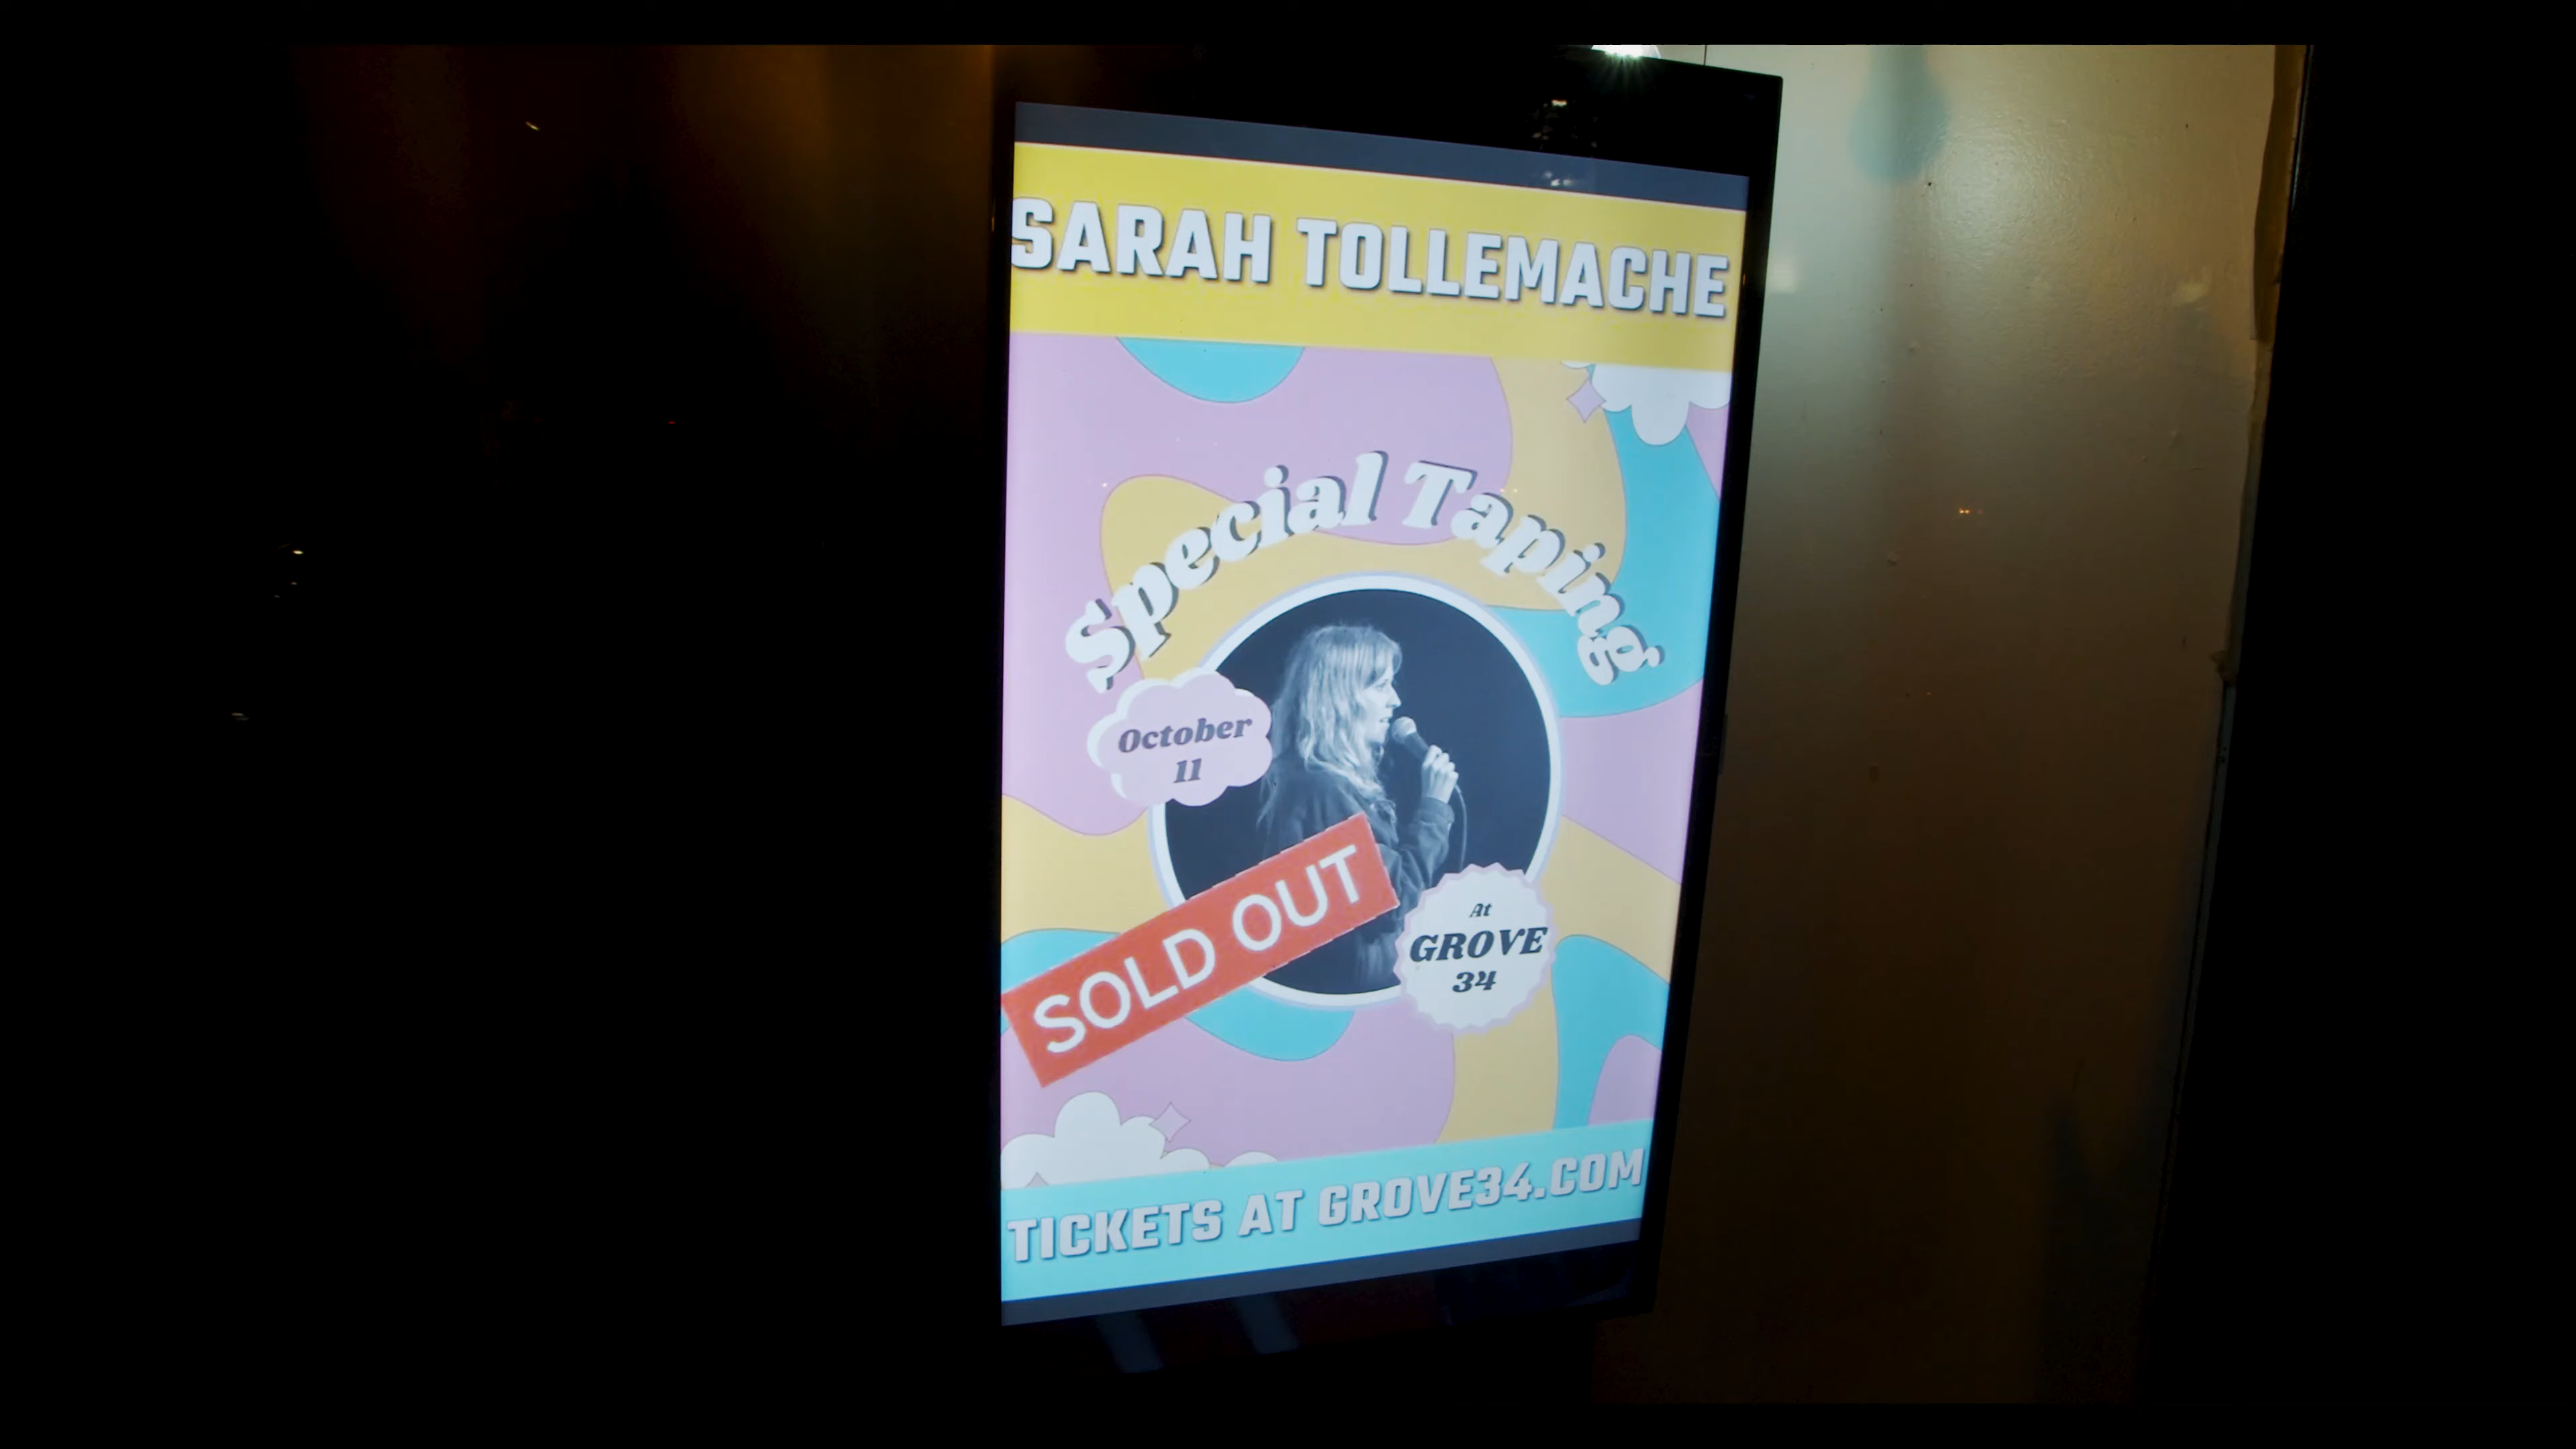 SARAH TOLLEMACHE
Special Taping
October
11
SOLD OUT
At
GROVE
34
TICKETS AT GROVE34.COM